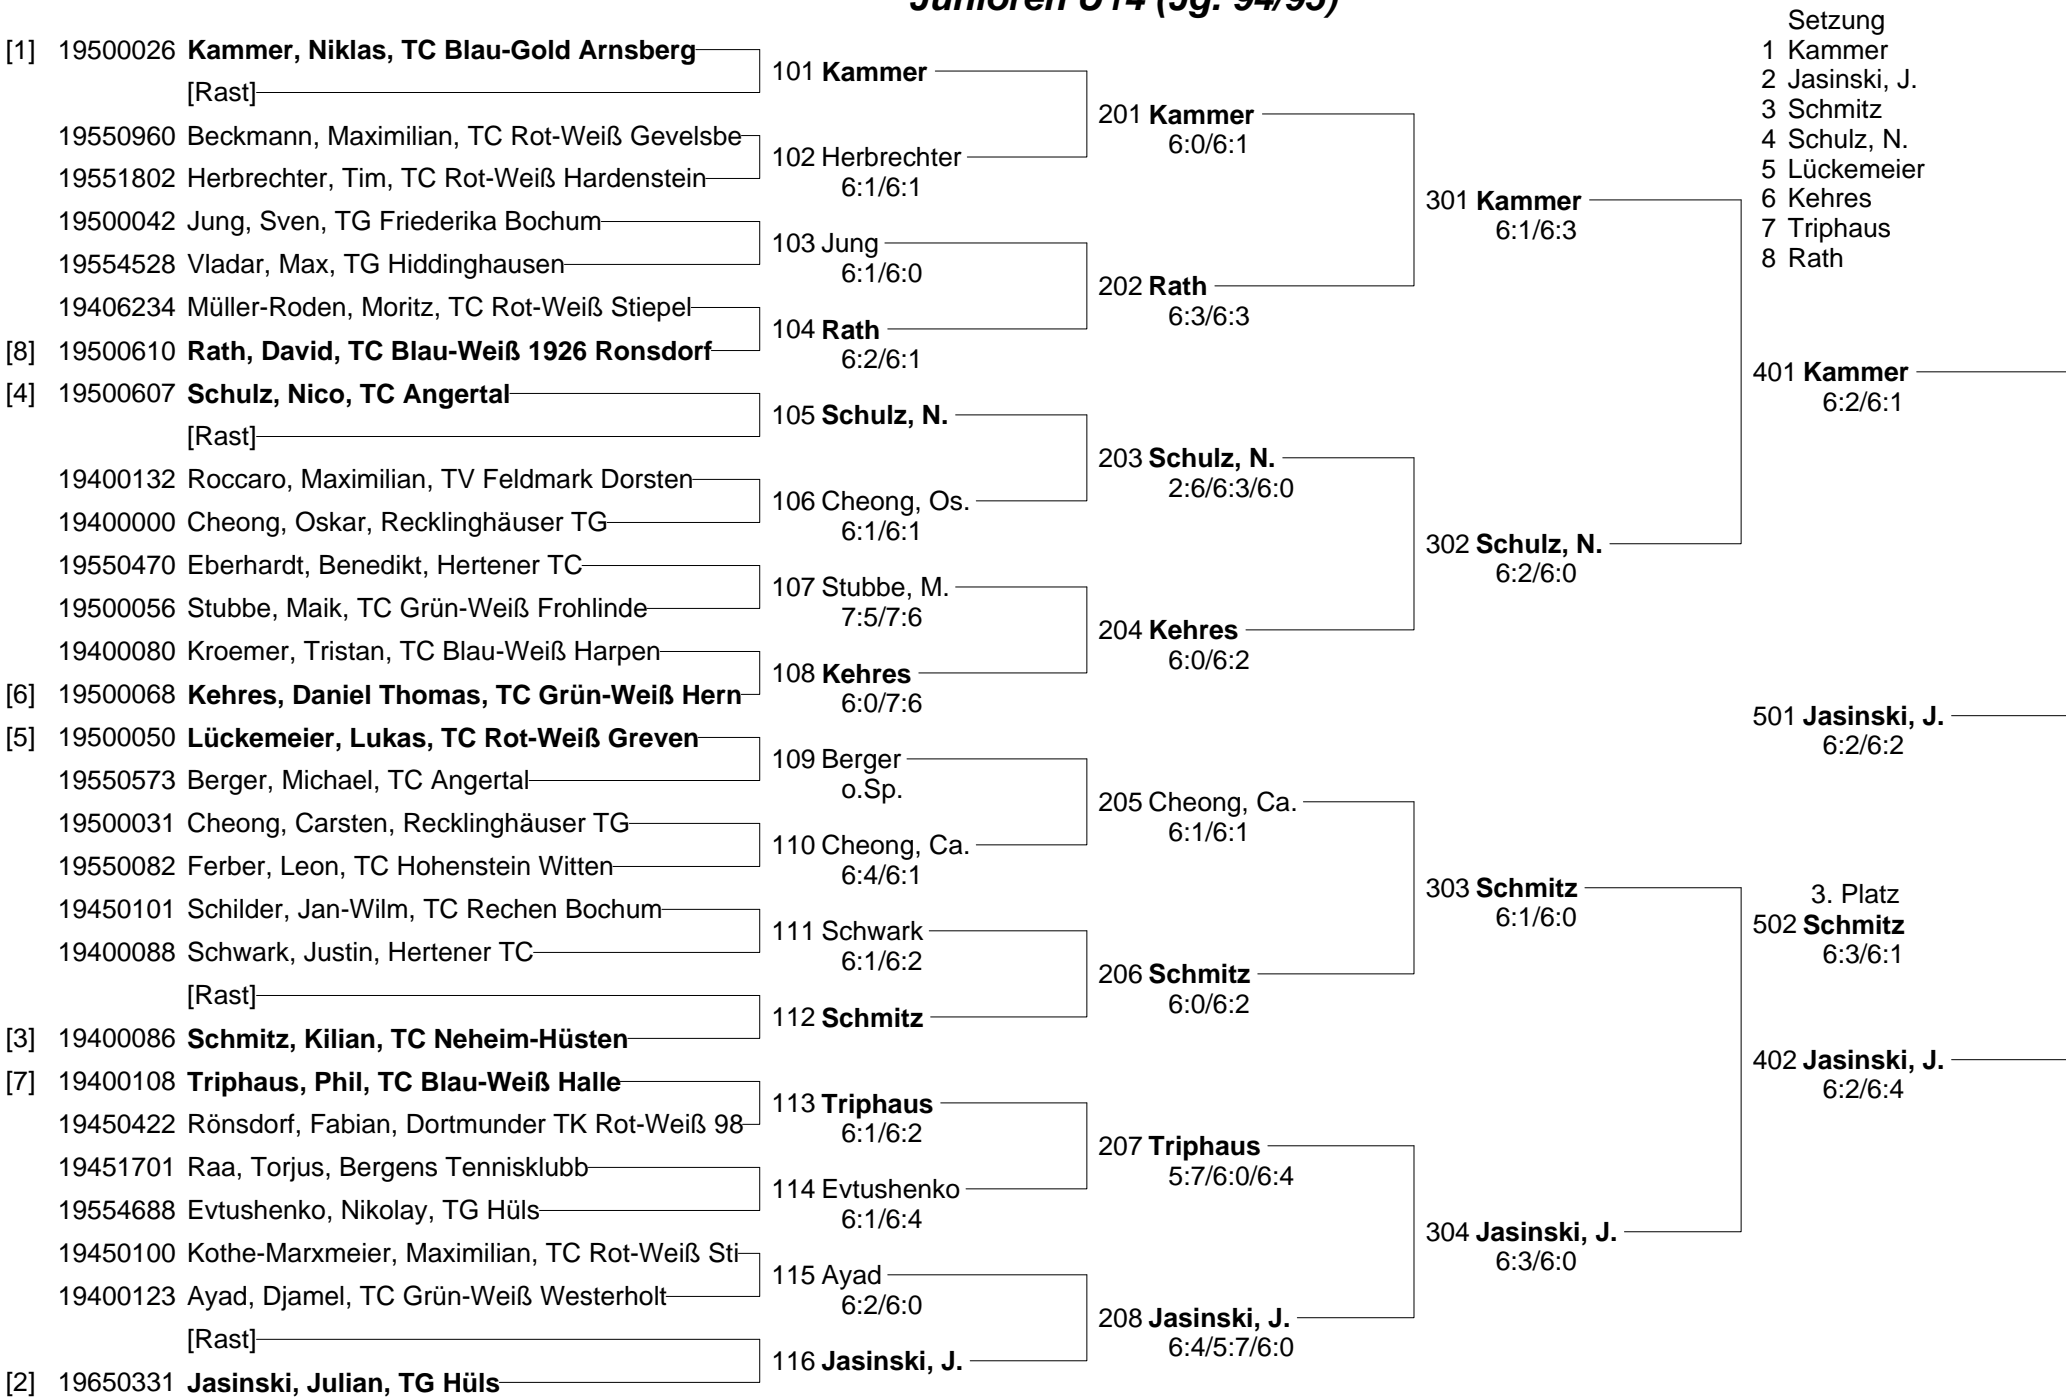 Junioren U14 (Jg. 94/95)
Setzung
1 Kammer
2 Jasinski, J.
3 Schmitz
4 Schulz, N.
5 Lückemeier
6 Kehres
7 Triphaus
8 Rath
[1] 19500026 Kammer, Niklas, TC Blau-Gold Arnsberg
[Rast]
19550960 Beckmann, Maximilian, TC Rot-Weiß Gevelsbe
19551802 Herbrechter, Tim, TC Rot-Weiß Hardenstein
19500042 Jung, Sven, TG Friederika Bochum
19554528 Vladar, Max, TG Hiddinghausen
19406234 Müller-Roden, Moritz, TC Rot-Weiß Stiepel
[8] 19500610 Rath, David, TC Blau-Weiß 1926 Ronsdorf
[4] 19500607 Schulz, Nico, TC Angertal
[Rast]
19400132 Roccaro, Maximilian, TV Feldmark Dorsten
19400000 Cheong, Oskar, Recklinghäuser TG
19550470 Eberhardt, Benedikt, Hertener TC
19500056 Stubbe, Maik, TC Grün-Weiß Frohlinde
19400080 Kroemer, Tristan, TC Blau-Weiß Harpen
[6] 19500068 Kehres, Daniel Thomas, TC Grün-Weiß Hern
[5] 19500050 Lückemeier, Lukas, TC Rot-Weiß Greven
19550573 Berger, Michael, TC Angertal
19500031 Cheong, Carsten, Recklinghäuser TG
19550082 Ferber, Leon, TC Hohenstein Witten
19450101 Schilder, Jan-Wilm, TC Rechen Bochum
19400088 Schwark, Justin, Hertener TC
[Rast]
[3] 19400086 Schmitz, Kilian, TC Neheim-Hüsten
[7] 19400108 Triphaus, Phil, TC Blau-Weiß Halle
19450422 Rönsdorf, Fabian, Dortmunder TK Rot-Weiß 98
19451701 Raa, Torjus, Bergens Tennisklubb
19554688 Evtushenko, Nikolay, TG Hüls
19450100 Kothe-Marxmeier, Maximilian, TC Rot-Weiß Sti
19400123 Ayad, Djamel, TC Grün-Weiß Westerholt
[Rast]
[2] 19650331 Jasinski, Julian, TG Hüls
101 Kammer
102 Herbrechter
6:1/6:1
103 Jung
6:1/6:0
104 Rath
6:2/6:1
105 Schulz, N.
106 Cheong, Os.
6:1/6:1
107 Stubbe, M.
7:5/7:6
108 Kehres
6:0/7:6
109 Berger
o.Sp.
110 Cheong, Ca.
6:4/6:1
111 Schwark
6:1/6:2
112 Schmitz
113 Triphaus
6:1/6:2
114 Evtushenko
6:1/6:4
115 Ayad
6:2/6:0
116 Jasinski, J.
201 Kammer
6:0/6:1
202 Rath
6:3/6:3
203 Schulz, N.
2:6/6:3/6:0
204 Kehres
6:0/6:2
205 Cheong, Ca.
6:1/6:1
206 Schmitz
6:0/6:2
207 Triphaus
5:7/6:0/6:4
208 Jasinski, J.
6:4/5:7/6:0
301 Kammer
6:1/6:3
302 Schulz, N.
6:2/6:0
303 Schmitz
6:1/6:0
304 Jasinski, J.
6:3/6:0
401 Kammer
6:2/6:1
501 Jasinski, J.
6:2/6:2
3. Platz
502 Schmitz
6:3/6:1
402 Jasinski, J.
6:2/6:4